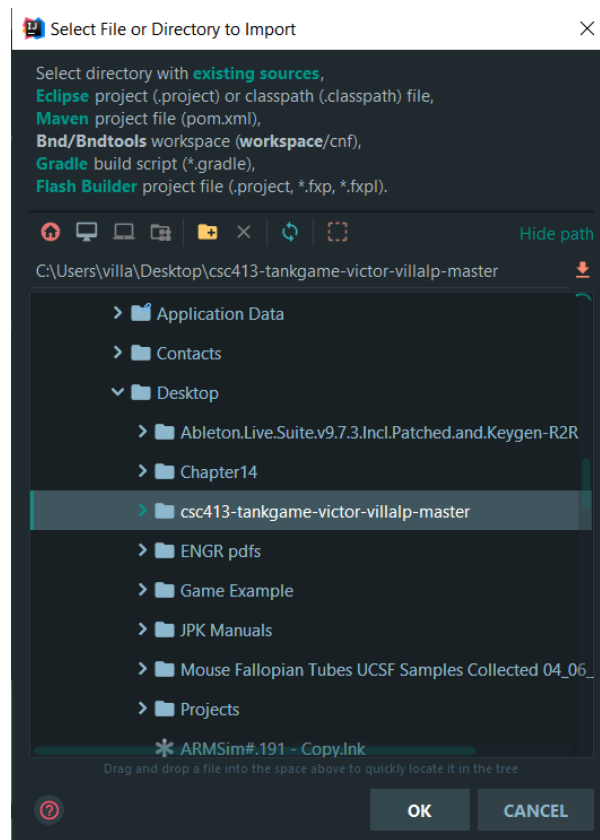 Select File or Directory to Import
Select directory with existing sources,
Eclipse project (.project) or classpath (.classpath) file,
Maven project file (pom.xml),
Bnd/Bndtools workspace (workspace/cnf),
Gradle build script (*.gradle),
Flash Builder project file (.project, *.fxp, *.fxpl).
Hide path
C:\Users\villa\Desktop\csc413-tankgame-victor-villalp-master
Application Data
Contacts
Desktop
Ableton.Live.Suite.v9.7.3.Incl.Patched.and.Keygen-R2R
Chapter14
csc413-tankgame-victor-villalp-master
ENGR pdfs
Game Example
JPK Manuals
Mouse Fallopian Tubes UCSF Samples Collected 04_06_
Projects
ARMSim#.191 - Copy.lnk
Drag and drop a file into the space above to quickly locate it in the tree
OK CANCEL